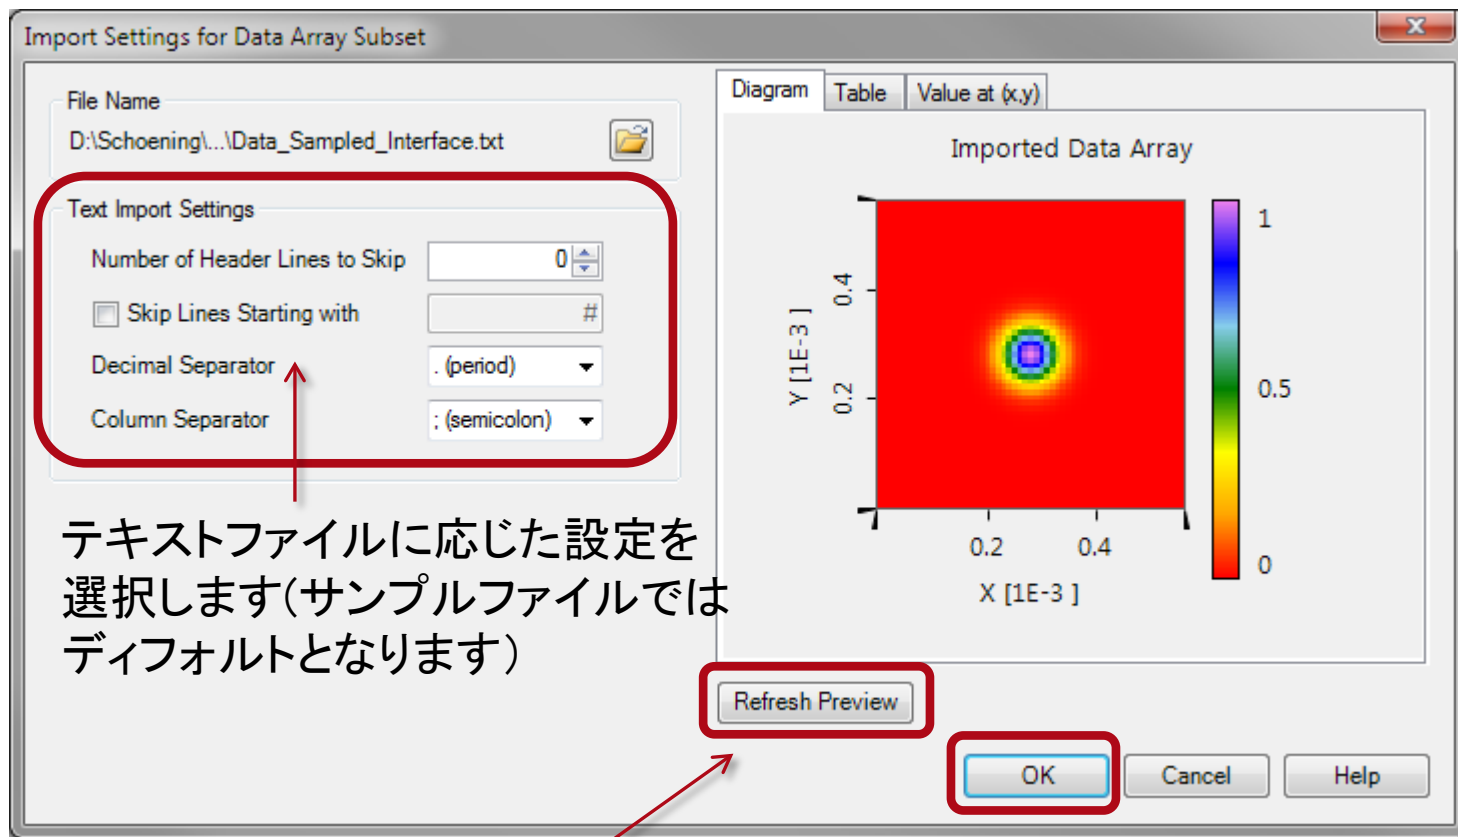 Import Settings for Data Array Subset
File Name
D:\Schoening\...\Data_Sampled_Interface.txt
Text Import Settings
Number of Header Lines to Skip
0
Skip Lines Starting with
#
Decimal Separator
. (period)
Column Separator
; (semicolon)
テキストファイルに応じた設定を
選択します(サンプルファイルでは
ディフォルトとなります)
Diagram
Table
Value at (x,y)
Imported Data Array
1
0.5
0
Y [1E-3 ]
0.4
0.2
0.2
0.4
X [1E-3 ]
Refresh Preview
OK
Cancel
Help